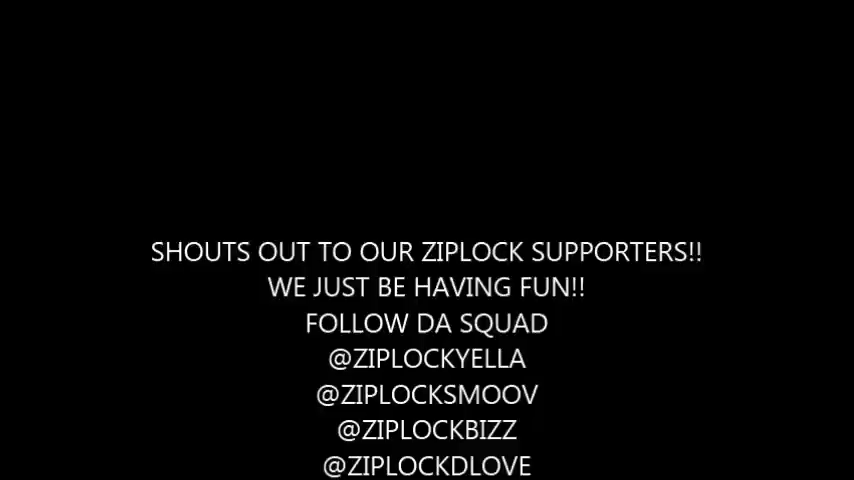 SHOUTS OUT TO OUR ZIPLOCK SUPPORTERS!!
WE JUST BE HAVING FUN!!
FOLLOW DA SQUAD
@ZIPLOCKYELLA
@ZIPLOCKSMOOV
@ZIPLOCKBIZZ
@ZIPLOCKDLOVE